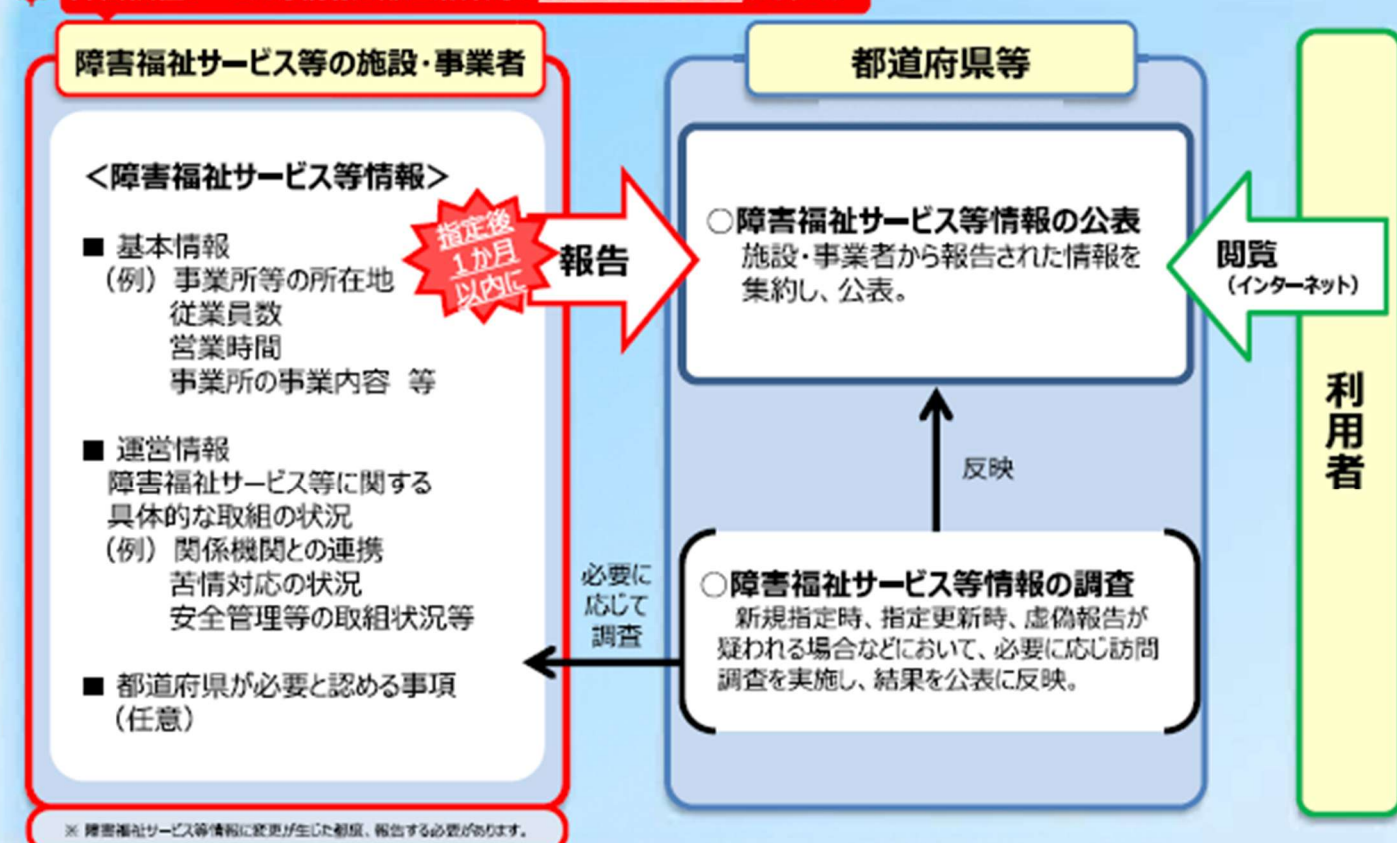 障害福祉サービス等の施設・事業者
＜障害福祉サービス等情報＞
■ 基本情報
（例）事業所等の所在地
従業員数
営業時間
事業所の事業内容 等
■ 運営情報
障害福祉サービス等に関する
具体的な取組の状況
（例）関係機関との連携
苦情対応の状況
安全管理等の取組状況等
■ 都道府県が必要と認める事項
（任意）
※ 障害福祉サービス等情報に変更が生じた都度、報告する必要があります。
指定後
1か月
以内に
報告
必要に
応じて
調査
都道府県等
○障害福祉サービス等情報の公表
施設・事業者から報告された情報を
集約し、公表。
反映
○障害福祉サービス等情報の調査
新規指定時、指定更新時、虚偽報告が
疑われる場合などにおいて、必要に応じ訪問
調査を実施し、結果を公表に反映。
閲覧
（インターネット）
利用者